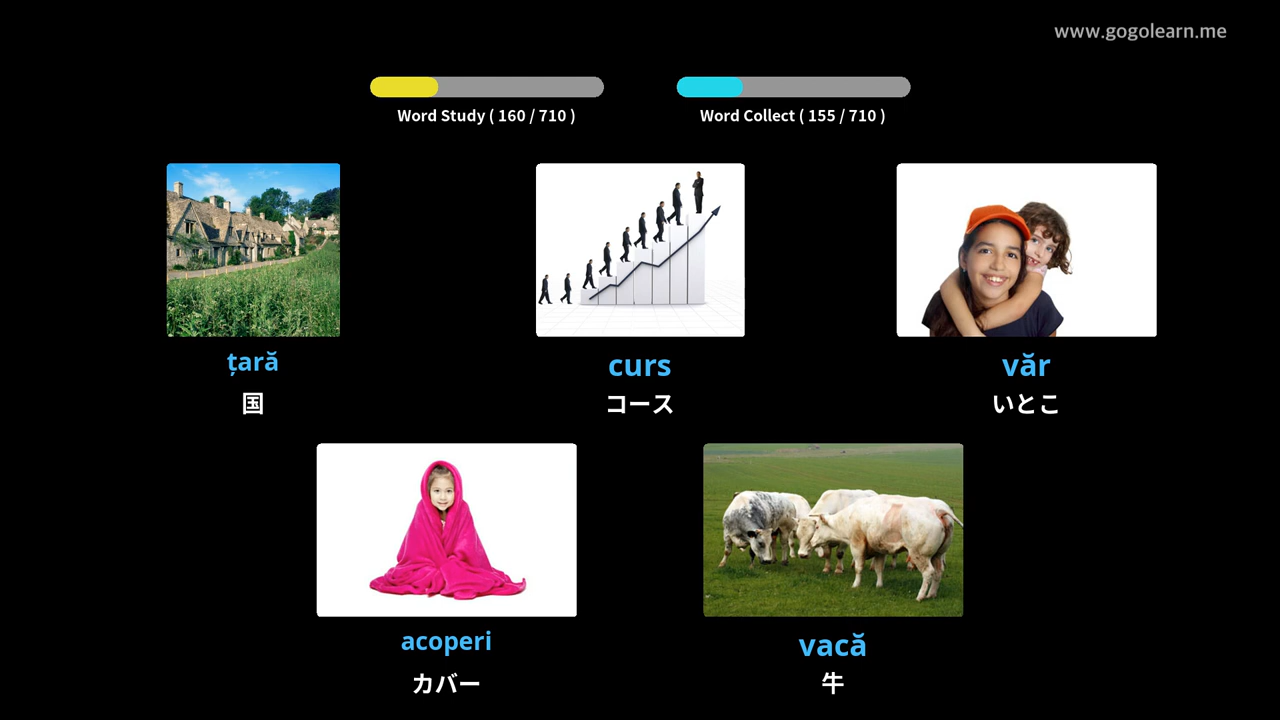 www.gogolearn.me
Word Study ( 160 / 710 )
Word Collect ( 155 / 710 )
țară
国
curs
コース
văr
いとこ
acoperi
カバー
vacă
牛